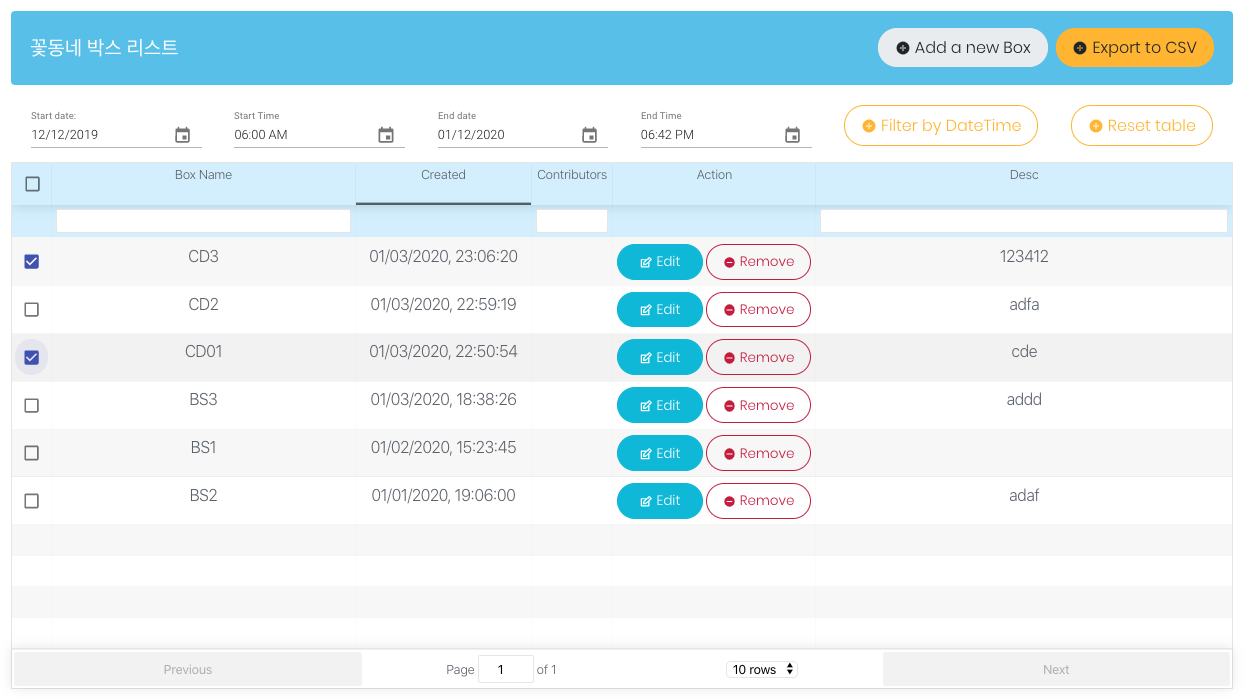 꽃동네 박스 리스트
Add a new Box
Export to CSV
Start date:
12/12/2019
Start Time
06:00 AM
End date
01/12/2020
End Time
06:42 PM
Filter by DateTime
Reset table
Box Name Created Contributors Action Desc
CD3 01/03/2020, 23:06:20 Edit Remove 123412
CD2 01/03/2020, 22:59:19 Edit Remove adfa
CD01 01/03/2020, 22:50:54 Edit Remove cde
BS3 01/03/2020, 18:38:26 Edit Remove addd
BS1 01/02/2020, 15:23:45 Edit Remove
BS2 01/01/2020, 19:06:00 Edit Remove adaf
Previous Page 1 of 1 10 rows Next